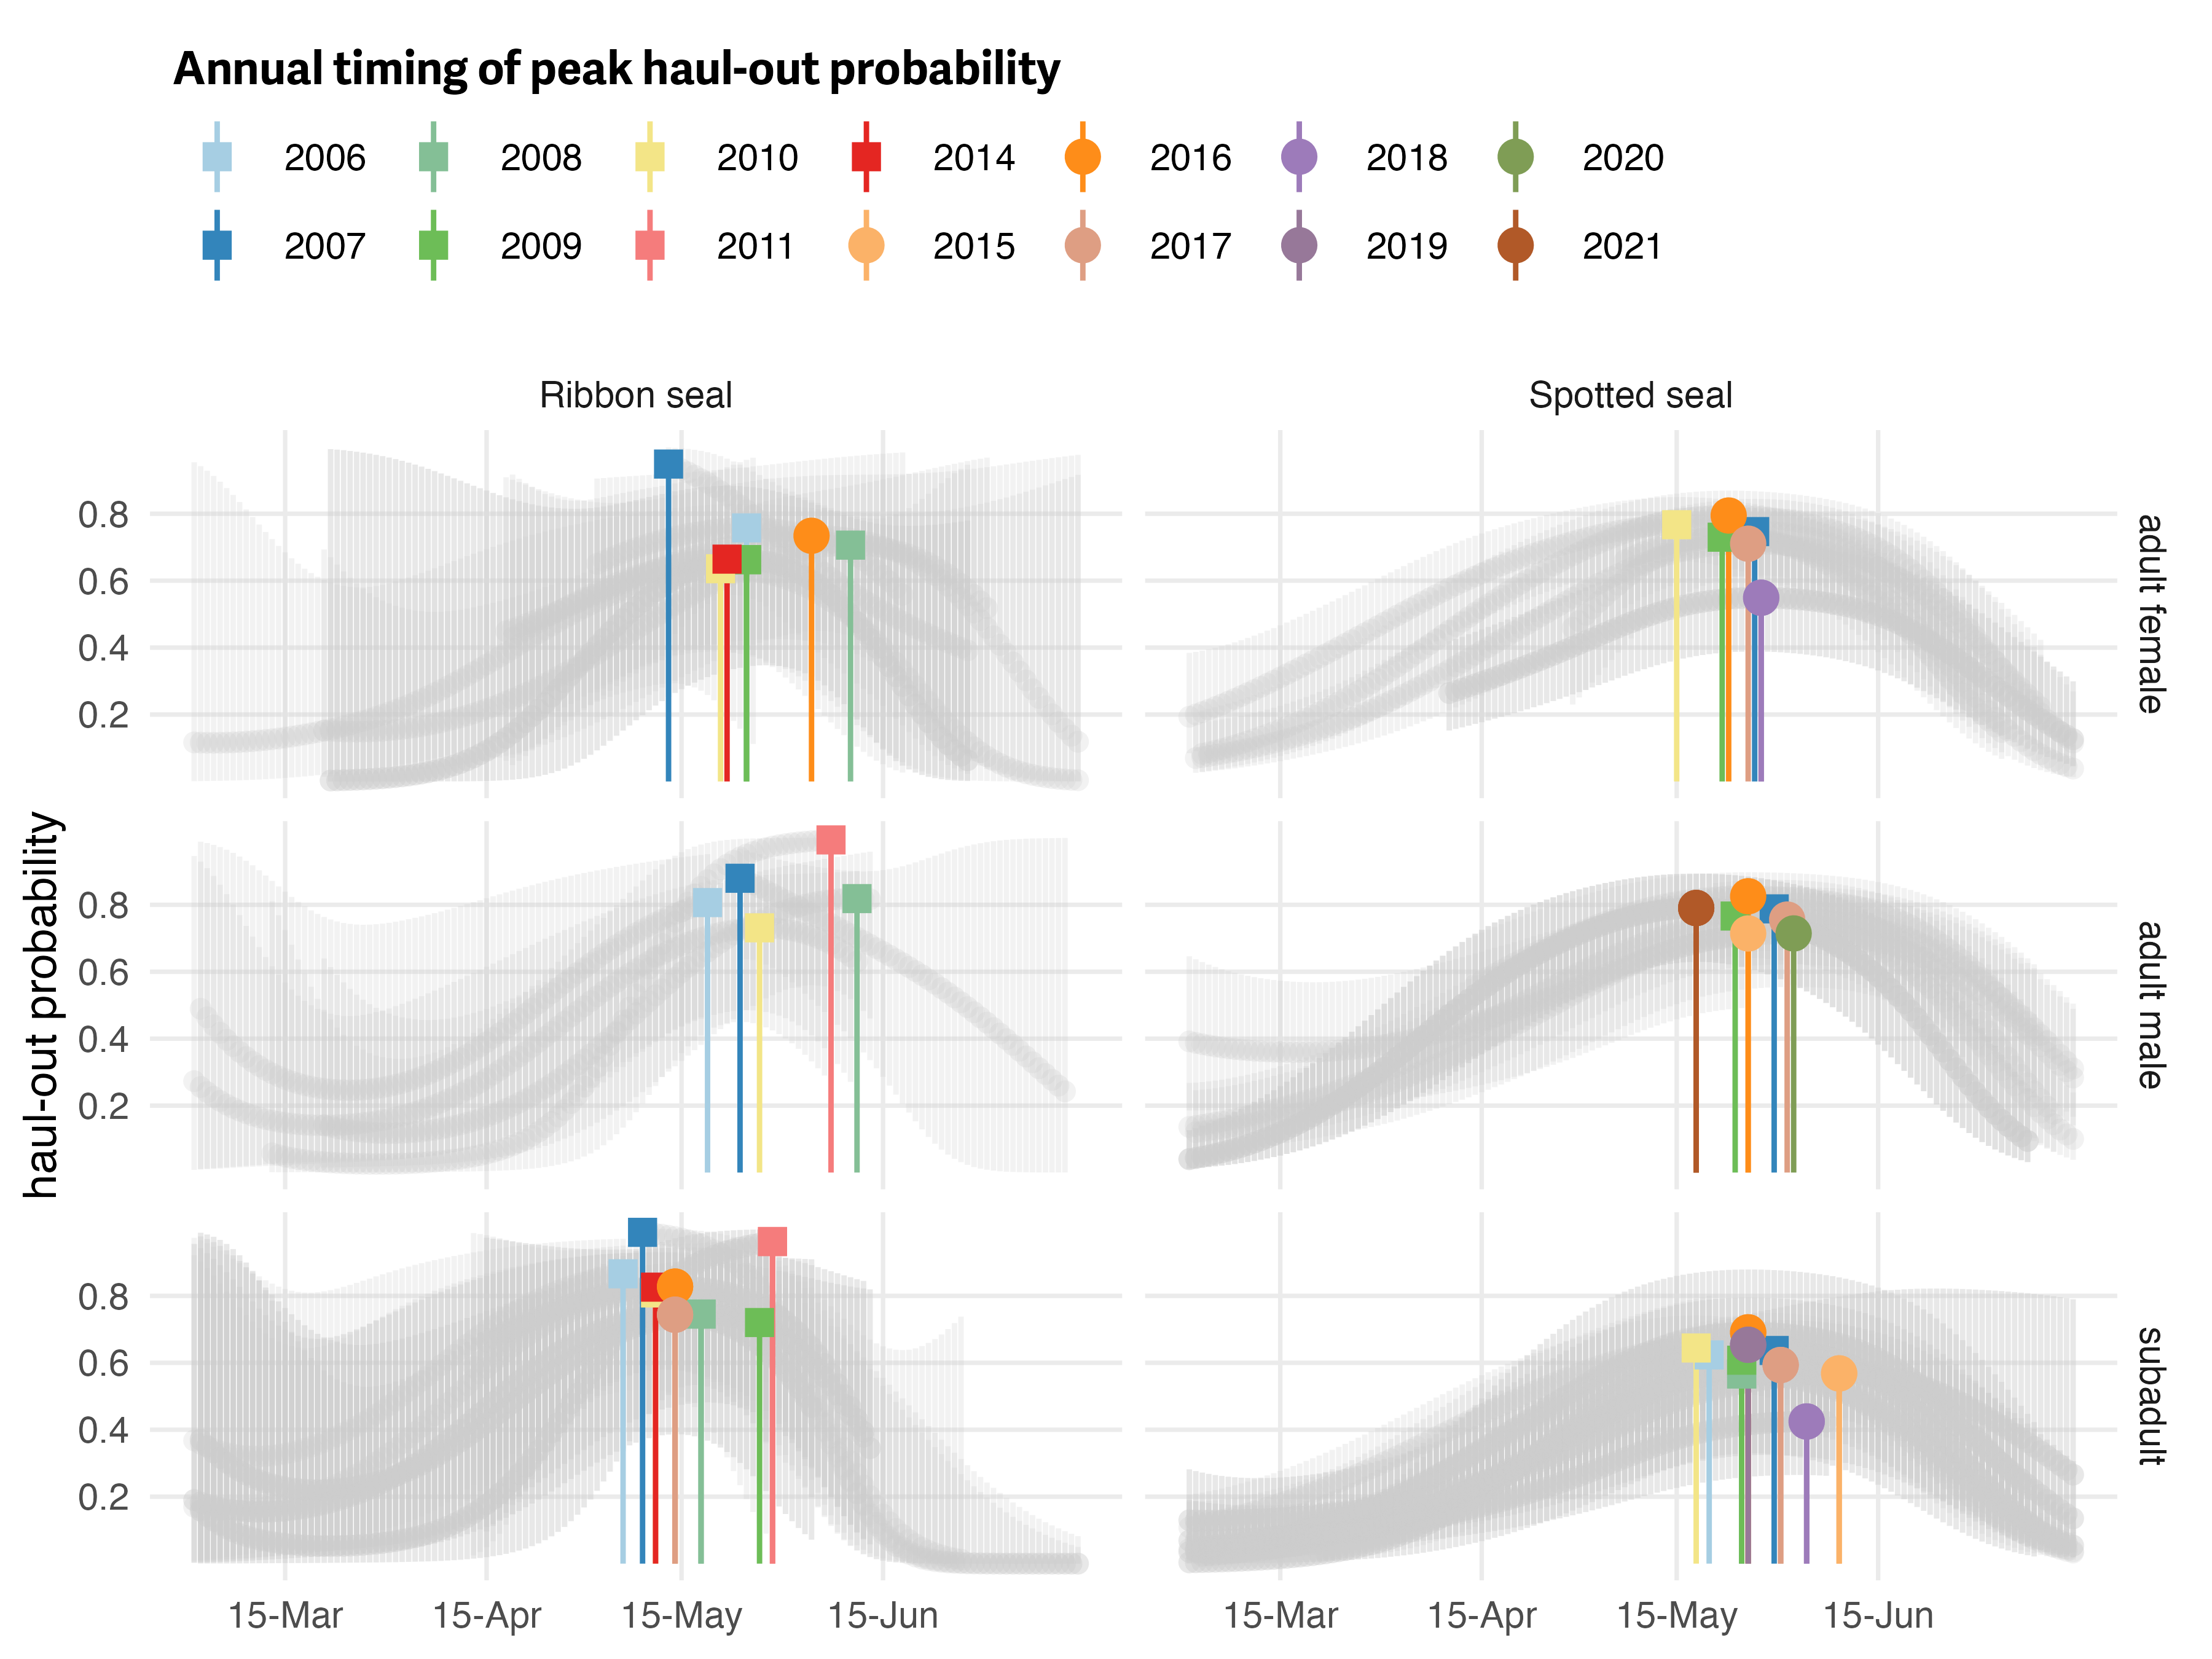 Annual timing of peak haul-out probability
2006 2008 2010 2014 2016 2018 2020
2007 2009 2011 2015 2017 2019 2021
Ribbon seal Spotted seal
0.8
0.6
0.4
0.2
adult female
haul-out probability
0.8
0.6
0.4
0.2
adult male
0.8
0.6
0.4
0.2
subadult
15-Mar 15-Apr 15-May 15-Jun 15-Mar 15-Apr 15-May 15-Jun